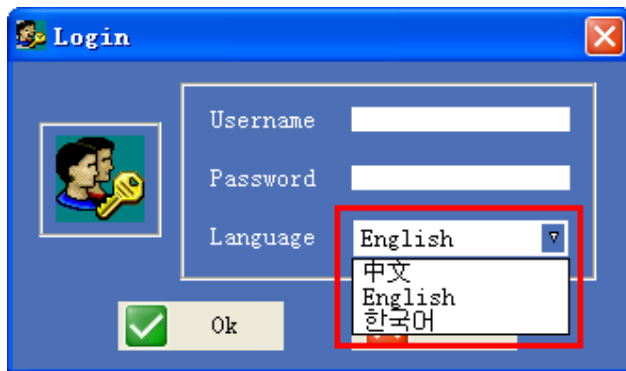 Login
Username
Password
Language English
中文
English
한국어
Ok